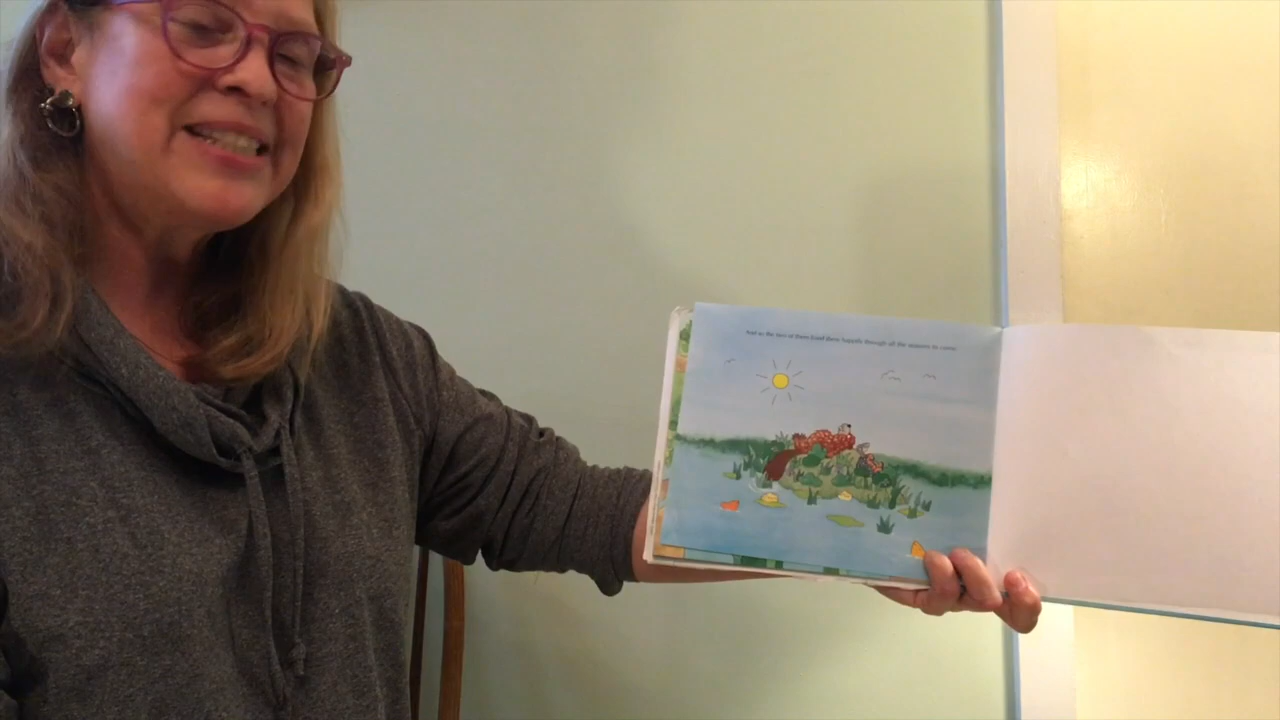 And so the two of them lived there happily through all the seasons to come.